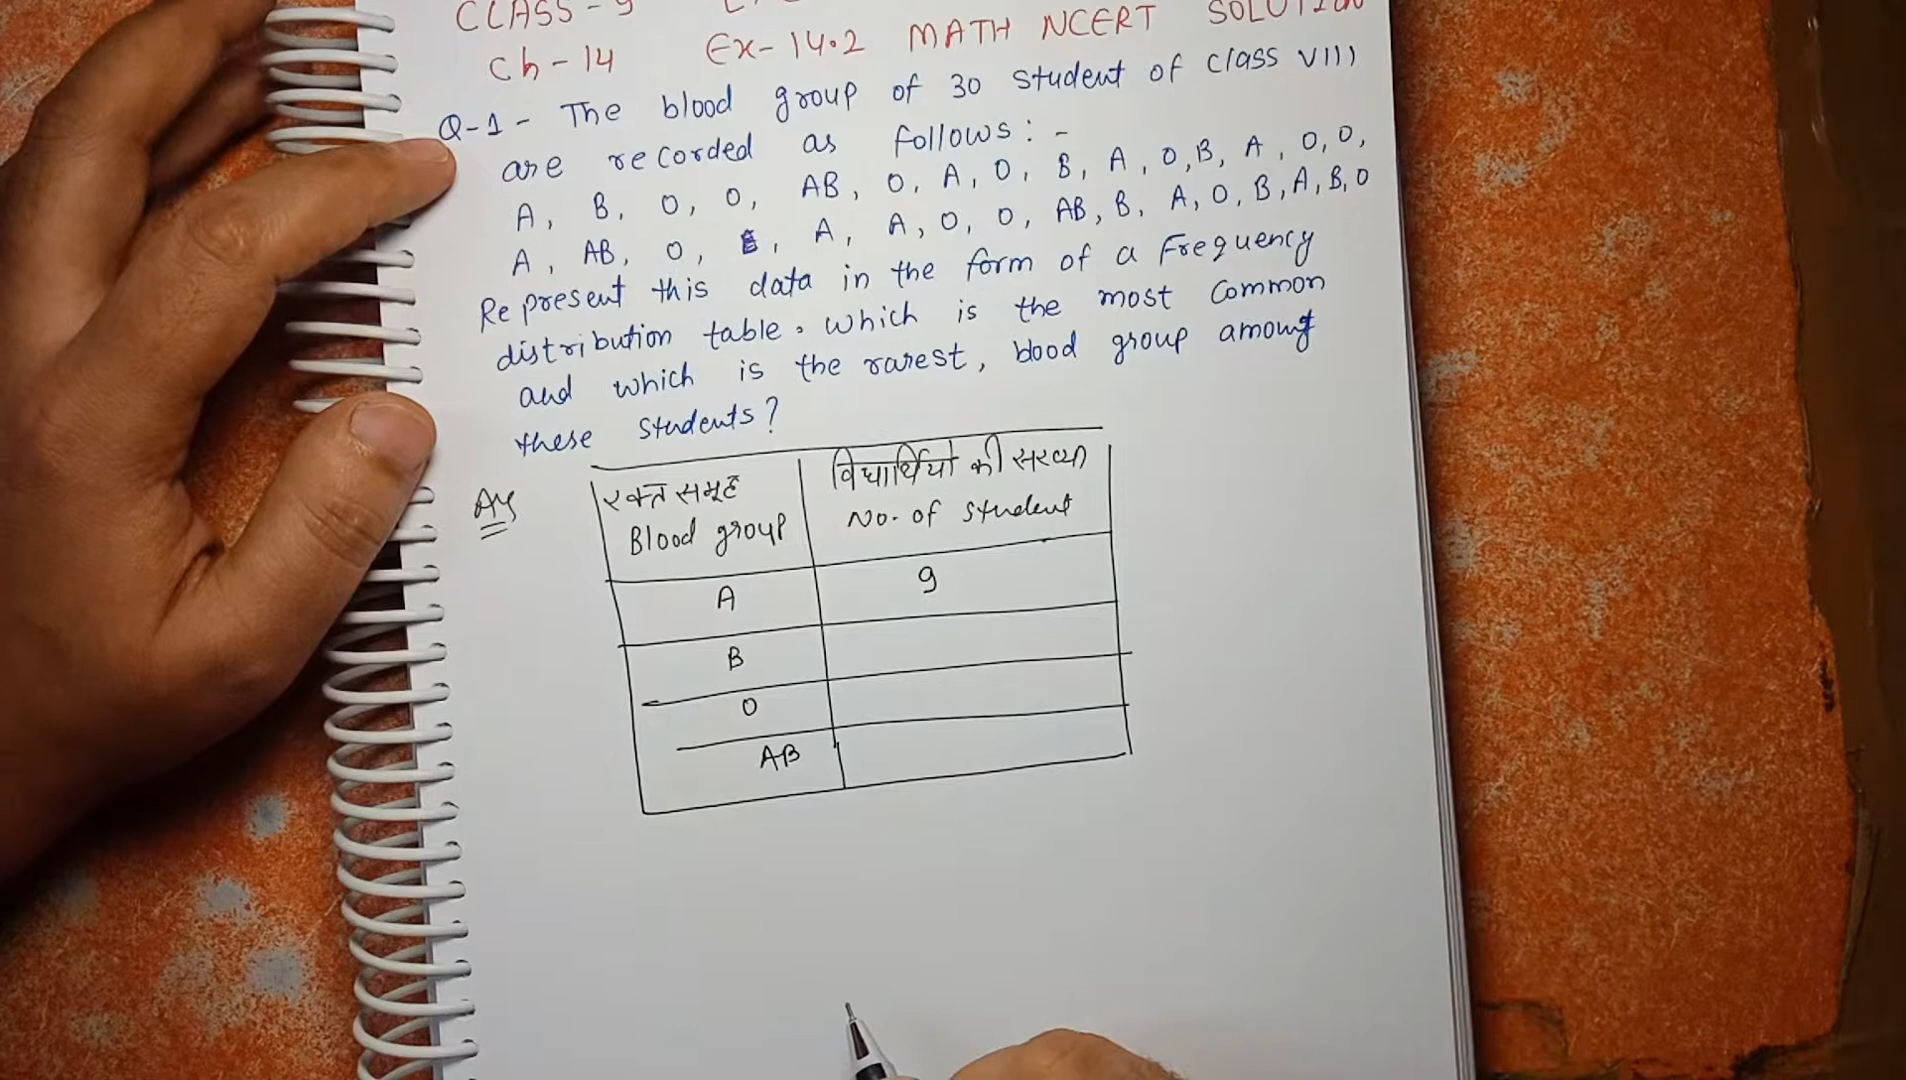 CLASS - 9
Ch - 14 Ex - 14.2 MATH NCERT SOLUTION
Q-1 - The blood group of 30 student of class VIII
are recorded as follows : -
A, B, O, O, AB, O, A, O, B, A, O, B, A, O, O,
A, AB, O, , A, A, O, O, AB, B, A, O, B, A, B, O
Represent this data in the form of a Frequency
distribution table. which is the most common
and which is the rarest, blood group among
these students?
Ans
रक्त समूह विद्यार्थियो की संख्या
Blood group No. of student
A 9
B
O
AB